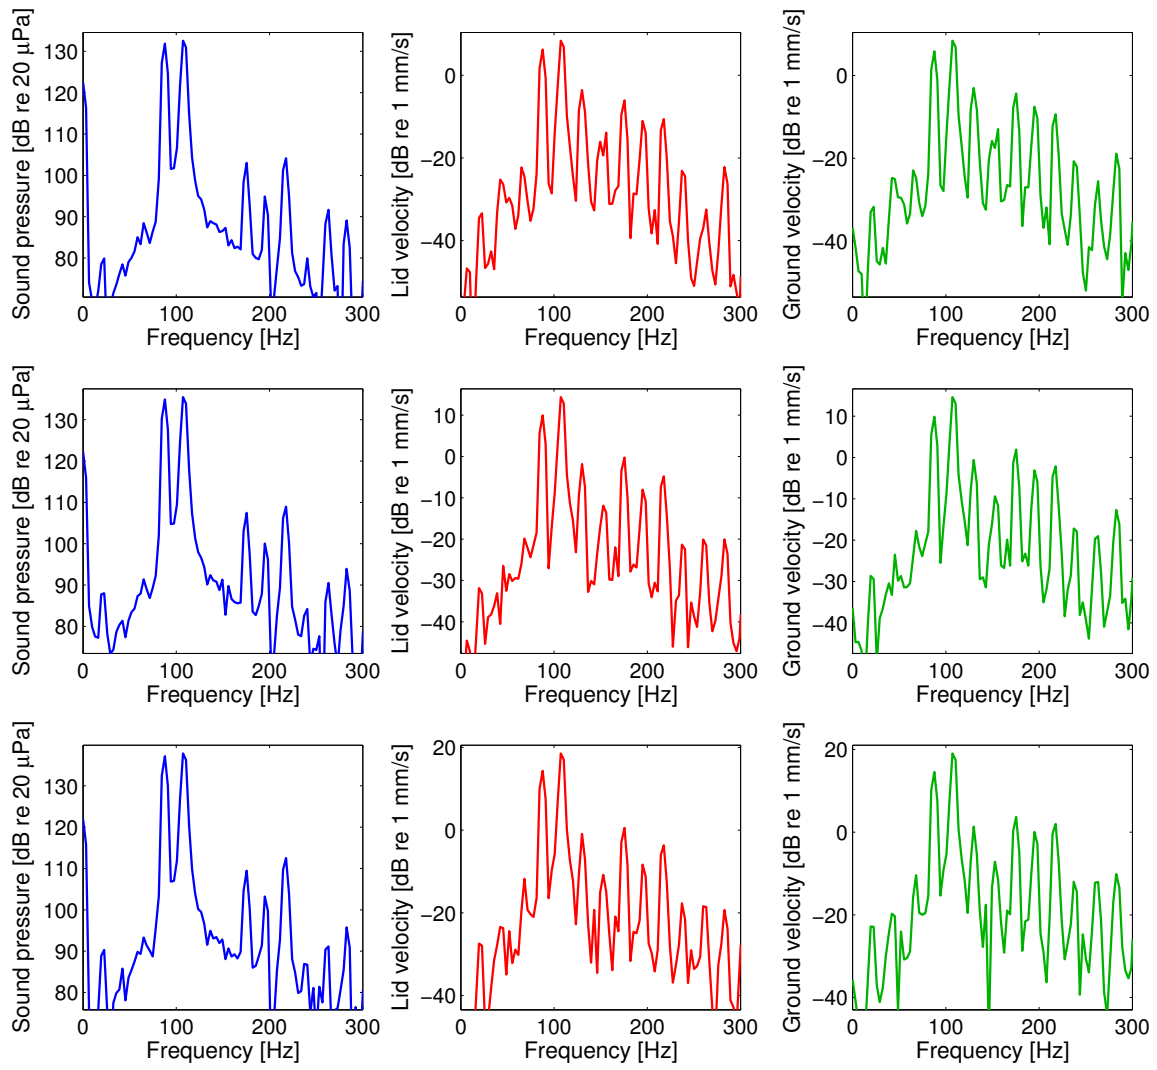 Sound pressure [dB re 20 µPa]
130
120
110
100
90
80
0 100 200 300
Frequency [Hz]
Lid velocity [dB re 1 mm/s]
0
−20
−40
0 100 200 300
Frequency [Hz]
Ground velocity [dB re 1 mm/s]
0
−20
−40
0 100 200 300
Frequency [Hz]
Sound pressure [dB re 20 µPa]
130
120
110
100
90
80
0 100 200 300
Frequency [Hz]
Lid velocity [dB re 1 mm/s]
10
0
−10
−20
−30
−40
0 100 200 300
Frequency [Hz]
Ground velocity [dB re 1 mm/s]
10
0
−10
−20
−30
−40
0 100 200 300
Frequency [Hz]
Sound pressure [dB re 20 µPa]
130
120
110
100
90
80
0 100 200 300
Frequency [Hz]
Lid velocity [dB re 1 mm/s]
20
0
−20
−40
0 100 200 300
Frequency [Hz]
Ground velocity [dB re 1 mm/s]
20
0
−20
−40
0 100 200 300
Frequency [Hz]